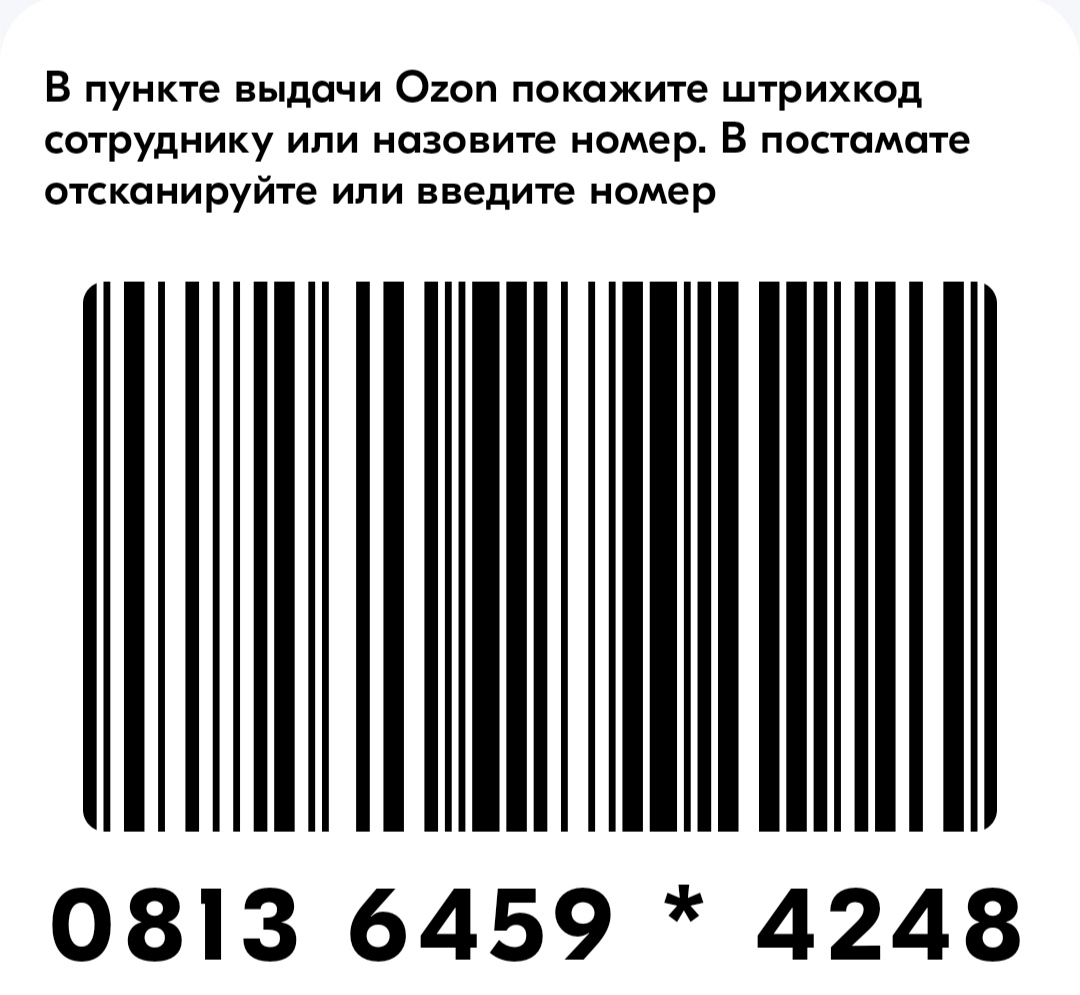 В пункте выдачи Ozon покажите штрихкод
сотруднику или назовите номер. В постамате
отсканируйте или введите номер
0813 6459 * 4248